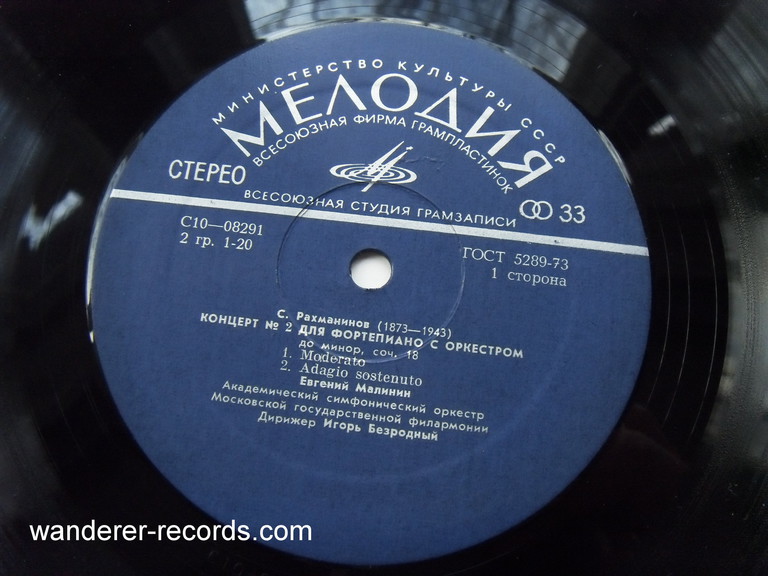 МИНИСТЕРСТВО КУЛЬТУРЫ СССР
МЕЛОДИЯ
ВСЕСОЮЗНАЯ ФИРМА ГРАМПЛАСТИНОК
СТЕРЕО
ВСЕСОЮЗНАЯ СТУДИЯ ГРАМЗАПИСИ
33
С10—08291
2 гр. 1-20
ГОСТ 5289-73
1 сторона
С. Рахманинов (1873—1943)
КОНЦЕРТ № 2 ДЛЯ ФОРТЕПИАНО С ОРКЕСТРОМ
до минор, соч. 18
1. Moderato
2. Adagio sostenuto
Евгений Малинин
Академический симфонический оркестр
Московской государственной филармонии
Дирижер Игорь Безродный
wanderer-records.com